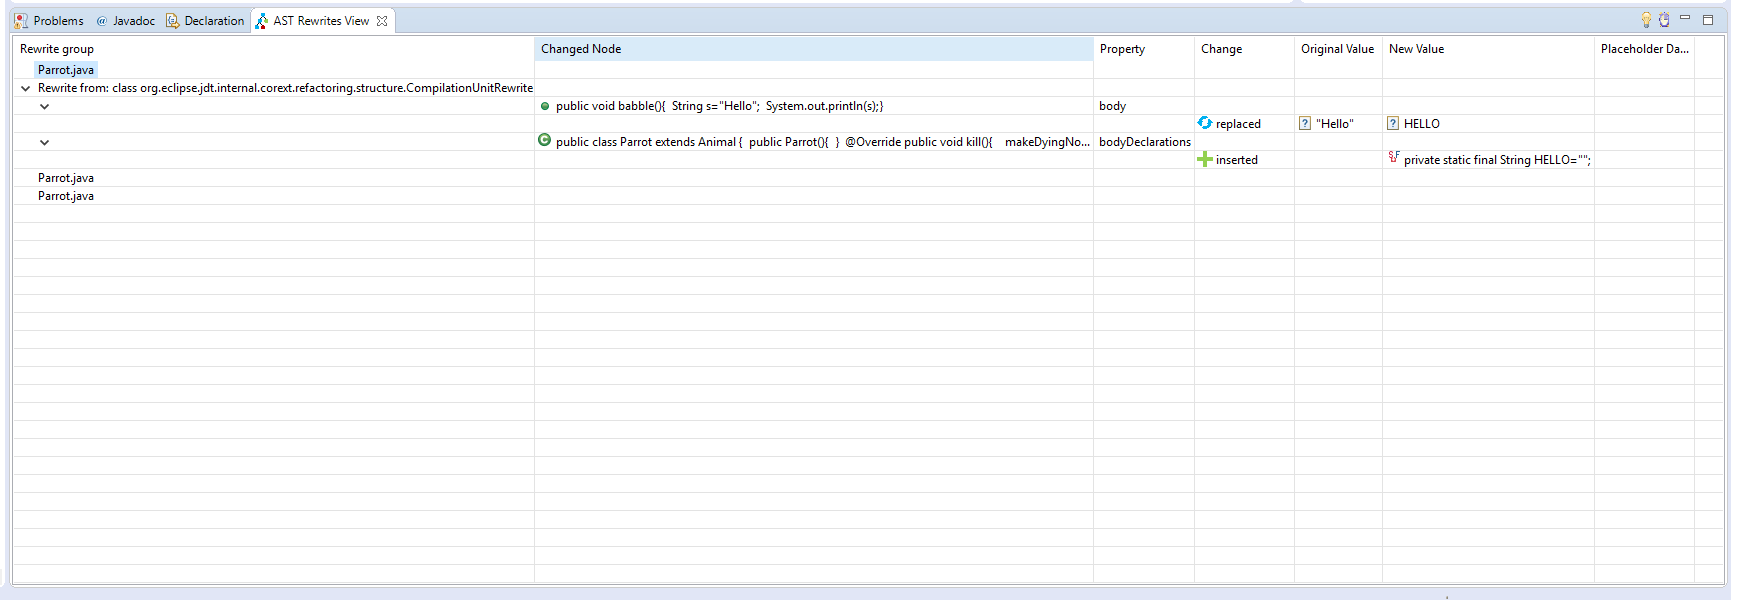 Problems @ Javadoc Declaration AST Rewrites View
Rewrite group Changed Node Property Change Original Value New Value Placeholder Da...
Parrot.java
Rewrite from: class org.eclipse.jdt.internal.corext.refactoring.structure.CompilationUnitRewrite
public void babble(){ String s="Hello"; System.out.println(s);} body
replaced "Hello" HELLO
public class Parrot extends Animal { public Parrot(){ } @Override public void kill(){ makeDyingNo... bodyDeclarations
inserted private static final String HELLO="";
Parrot.java
Parrot.java